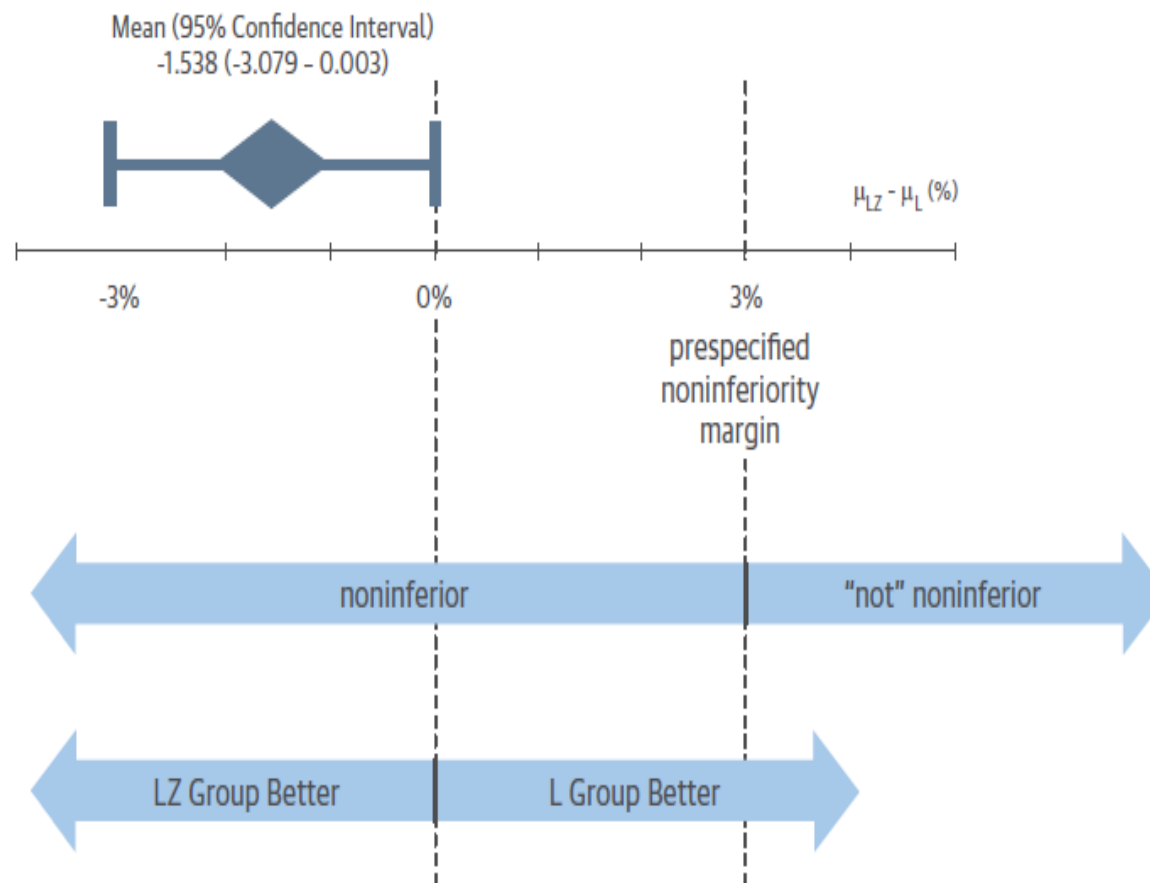 Mean (95% Confidence Interval)
-1.538 (-3.079 – 0.003)
μLZ - μL (%)
-3%
0%
3%
prespecified
noninferiority
margin
noninferior
“not” noninferior
LZ Group Better
L Group Better